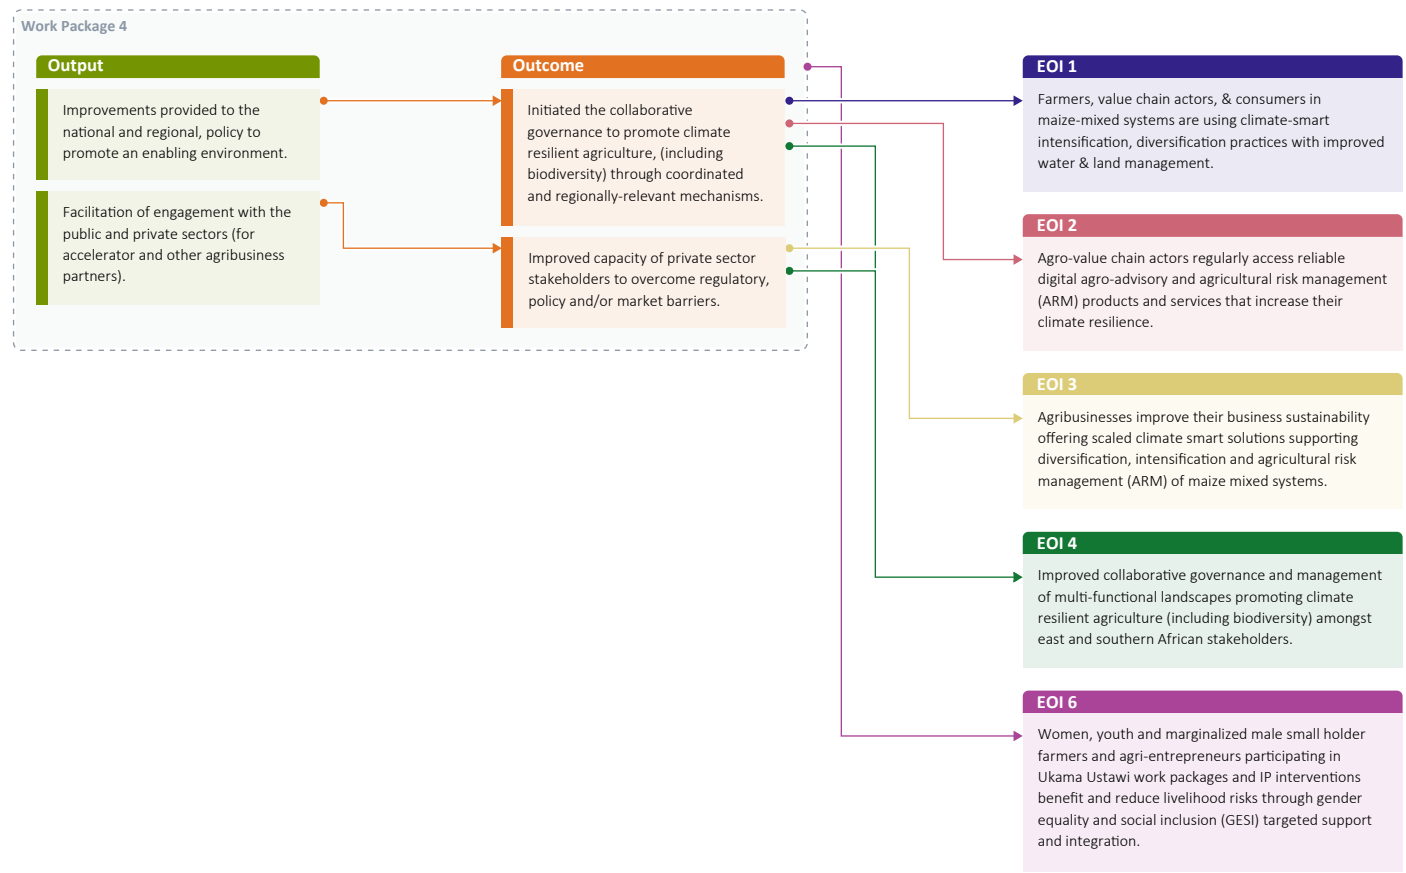 Work Package 4
Output
Improvements provided to the
national and regional, policy to
promote an enabling environment.
Facilitation of engagement with the
public and private sectors (for
accelerator and other agribusiness
partners).
Outcome
Initiated the collaborative
governance to promote climate
resilient agriculture, (including
biodiversity) through coordinated
and regionally-relevant mechanisms.
Improved capacity of private sector
stakeholders to overcome regulatory,
policy and/or market barriers.
EOI 1
Farmers, value chain actors, & consumers in
maize-mixed systems are using climate-smart
intensification, diversification practices with improved
water & land management.
EOI 2
Agro-value chain actors regularly access reliable
digital agro-advisory and agricultural risk management
(ARM) products and services that increase their
climate resilience.
EOI 3
Agribusinesses improve their business sustainability
offering scaled climate smart solutions supporting
diversification, intensification and agricultural risk
management (ARM) of maize mixed systems.
EOI 4
Improved collaborative governance and management
of multi-functional landscapes promoting climate
resilient agriculture (including biodiversity) amongst
east and southern African stakeholders.
EOI 6
Women, youth and marginalized male small holder
farmers and agri-entrepreneurs participating in
Ukama Ustawi work packages and IP interventions
benefit and reduce livelihood risks through gender
equality and social inclusion (GESI) targeted support
and integration.